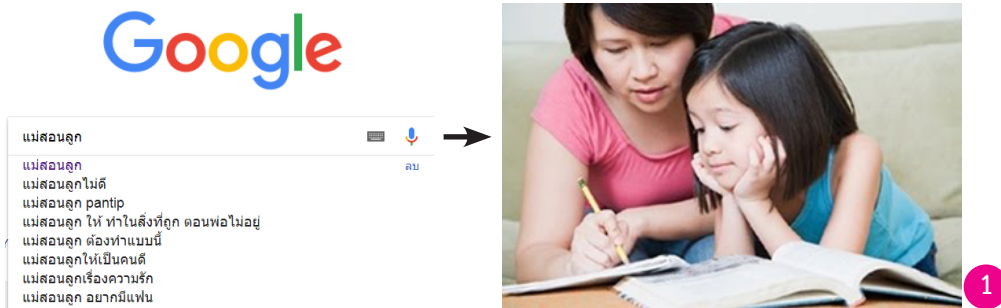 Google
แม่สอนลูก
แม่สอนลูก
ลบ
แม่สอนลูกไม่ดี
แม่สอนลูก pantip
แม่สอนลูก ให้ ทำในสิ่งที่ถูก ตอนพ่อไม่อยู่
แม่สอนลูก ต้องทำแบบนี้
แม่สอนลูกให้เป็นคนดี
แม่สอนลูกเรื่องความรัก
แม่สอนลูก อยากมีแฟน
1